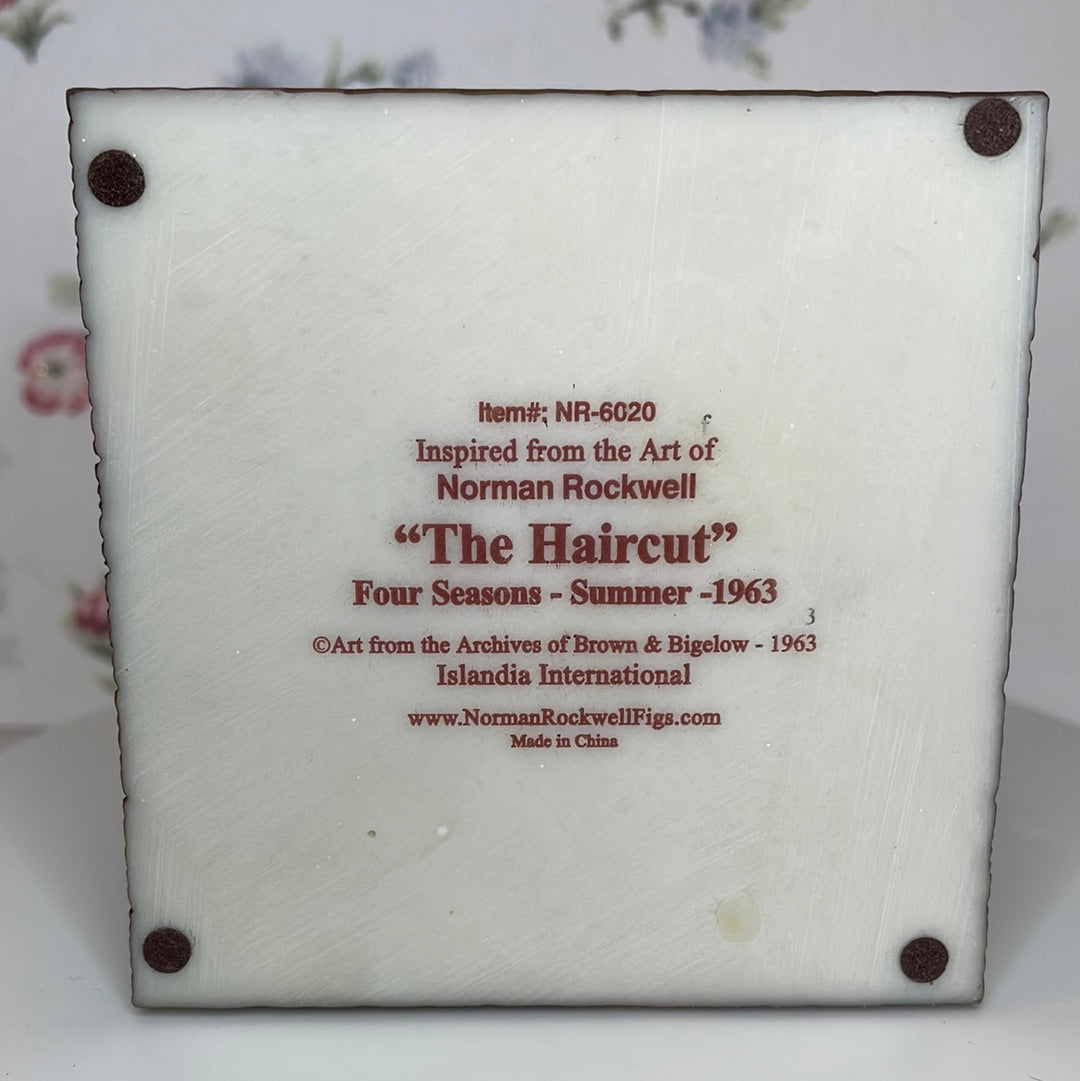 Item#; NR-6020
Inspired from the Art of
Norman Rockwell
“The Haircut”
Four Seasons - Summer -1963
©Art from the Archives of Brown & Bigelow - 1963
Islandia International
www.NormanRockwellFigs.com
Made in China